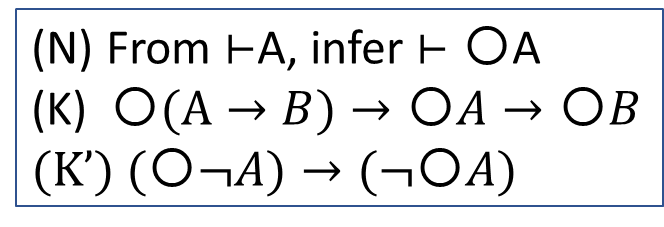 (N) From ⊢A, infer ⊢ ○A
(K) ○(A → B) → ○A → ○B
(K’) (○¬A) → (¬○A)